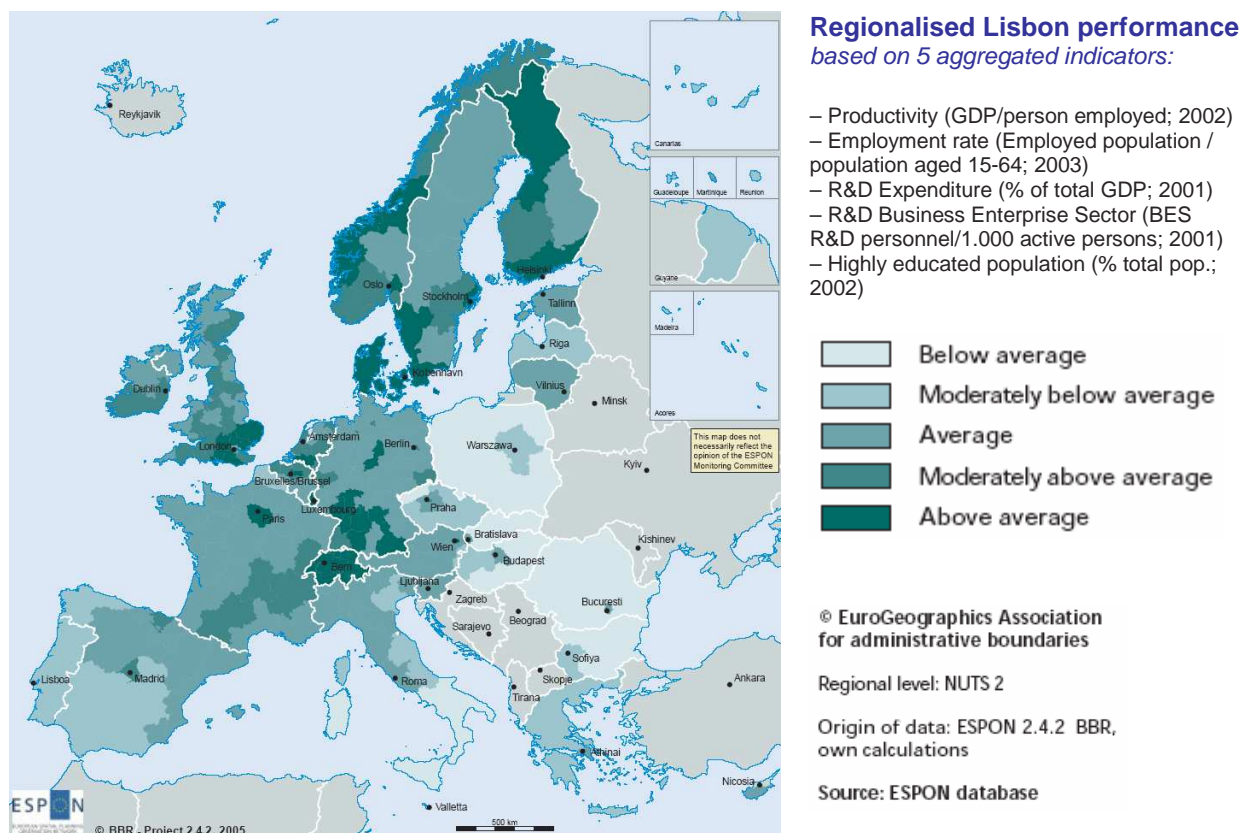 Reykjavik
Canarias
Guadeloupe Martinique Reunion
Guyane
Madeira
Acores
This map does not
necessarily reflect the
opinion of the ESPON
Monitoring Committee
Oslo
Stockholm
Helsinki
Tallinn
Riga
Vilnius
Minsk
København
Dublin
London
Amsterdam
Berlin
Warszawa
Kyiv
Bruxelles/Brussel
Luxembourg
Paris
Praha
Bratislava
Wien
Budapest
Kishinev
Bern
Ljubljana
Zagreb
Beograd
Bucuresti
Sarajevo
Sofiya
Skopje
Tirana
Ankara
Roma
Madrid
Lisboa
Athinai
Nicosia
Valletta
ESPON
© BBR - Project 2.4.2, 2005
500 km
Regionalised Lisbon performance
based on 5 aggregated indicators:
– Productivity (GDP/person employed; 2002)
– Employment rate (Employed population /
population aged 15-64; 2003)
– R&D Expenditure (% of total GDP; 2001)
– R&D Business Enterprise Sector (BES
R&D personnel/1.000 active persons; 2001)
– Highly educated population (% total pop.;
2002)
Below average
Moderately below average
Average
Moderately above average
Above average
© EuroGeographics Association
for administrative boundaries
Regional level: NUTS 2
Origin of data: ESPON 2.4.2 BBR,
own calculations
Source: ESPON database